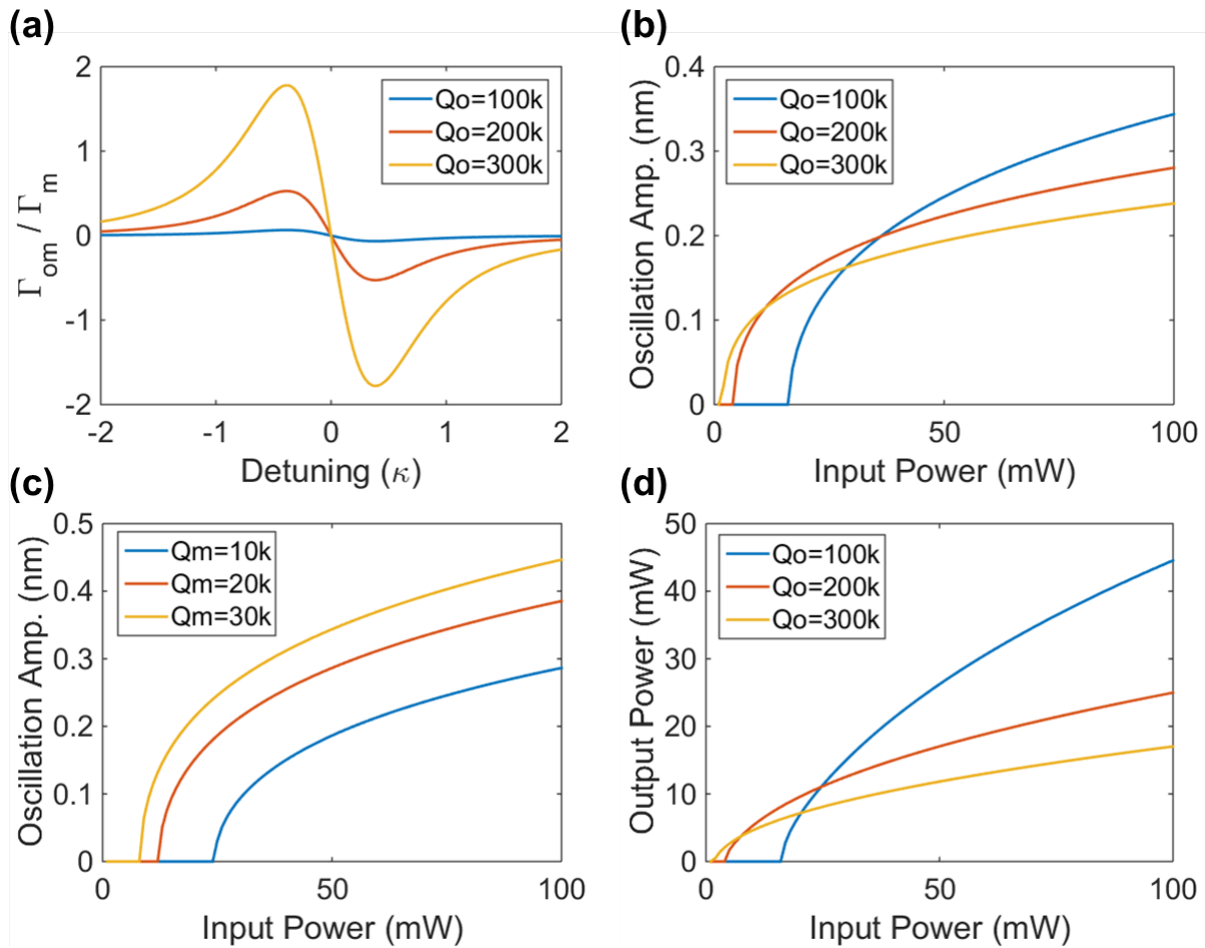 (a)
2
1
0
-1
-2
Γom / Γm
Qo=100k
Qo=200k
Qo=300k
-2 -1 0 1 2
Detuning (κ)
(b)
0.4
0.3
0.2
0.1
0
Oscillation Amp. (nm)
Qo=100k
Qo=200k
Qo=300k
0 50 100
Input Power (mW)
(c)
0.5
0.4
0.3
0.2
0.1
0
Oscillation Amp. (nm)
Qm=10k
Qm=20k
Qm=30k
0 50 100
Input Power (mW)
(d)
50
40
30
20
10
0
Output Power (mW)
Qo=100k
Qo=200k
Qo=300k
0 50 100
Input Power (mW)